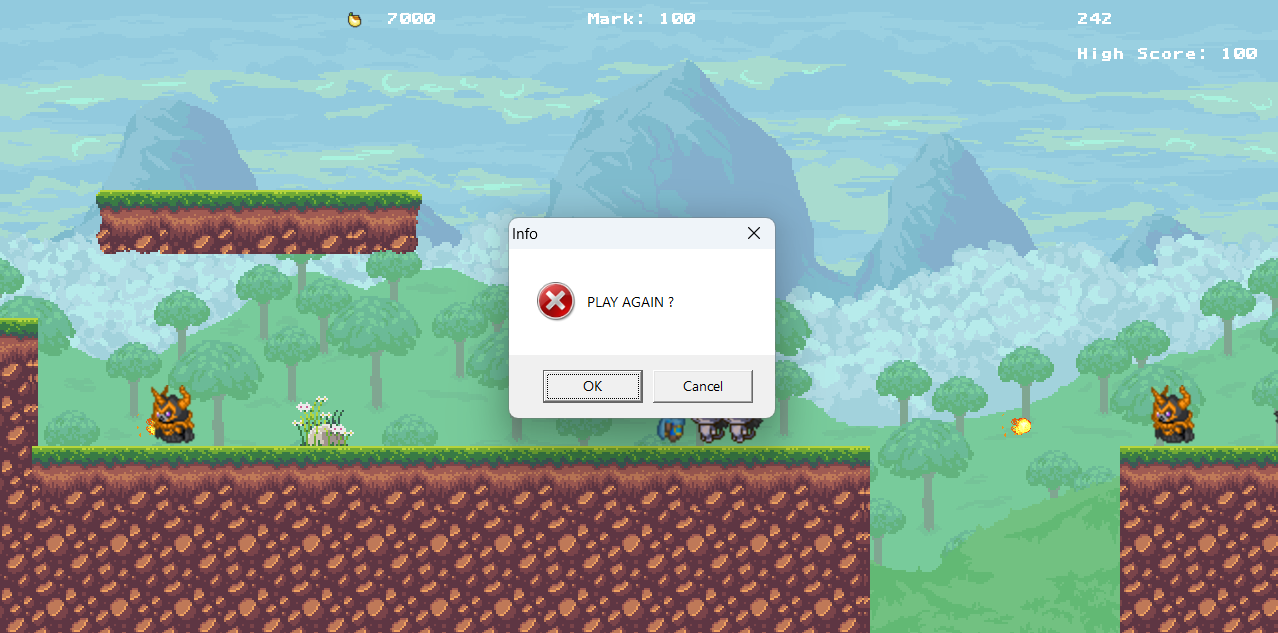 7000
Mark: 100
242
High Score: 100
Info
PLAY AGAIN ?
OK
Cancel